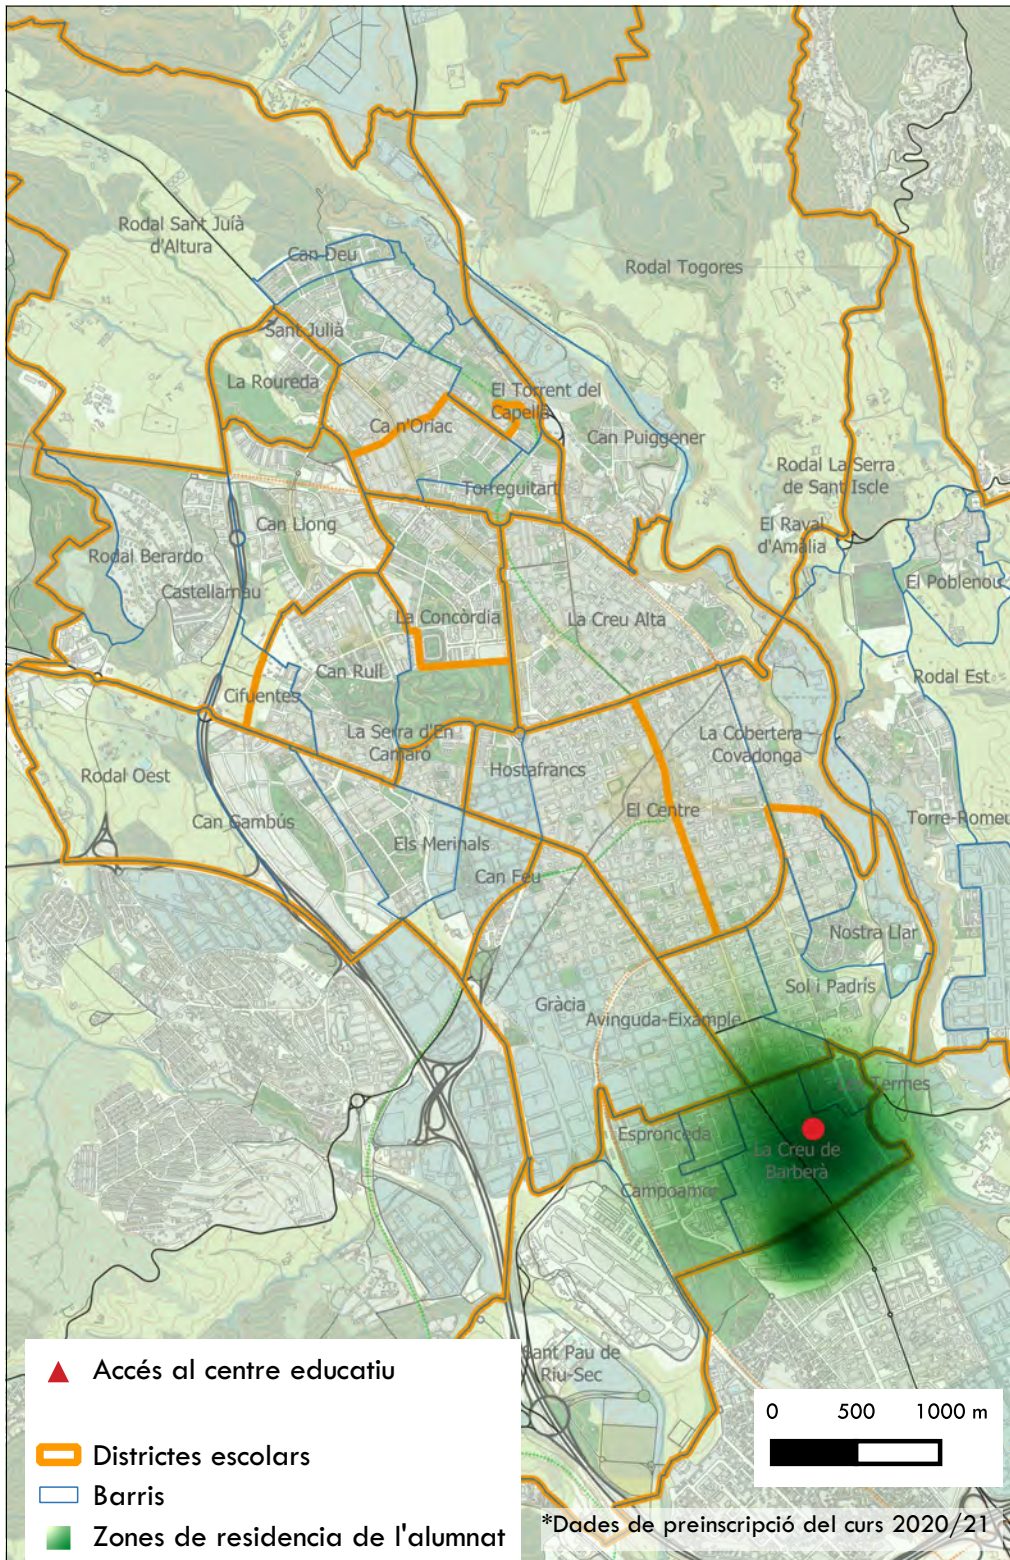 Rodal Sant Juíà
d'Altura
Can Deu
Rodal Togores
Sant Julià
La Roureda
El Torrent del
Capellà
Ca n'Oriac
Can Puiggener
Rodal La Serra
de Sant Iscle
Torreguitart
Can Llong
El Raval
d'Amàlia
Rodal Berardo
El Poblenou
Castellarnau
La Concòrdia
La Creu Alta
Can Rull
Rodal Est
Cifuentes
La Serra d'En
Camaró
La Cobertera
Covadonga
Hostafrancs
Rodal Oest
El Centre
Can Gambús
Torre-Romeu
Els Merinals
Can Feu
Nostra Llar
Sol i Padrís
Gràcia
Avinguda-Eixample
Les Termes
Espronceda
La Creu de
Barberà
Campoamor
Sant Pau de
Riu-Sec
Accés al centre educatiu
Districtes escolars
Barris
Zones de residencia de l'alumnat
0 500 1000 m
*Dades de preinscripció del curs 2020/21